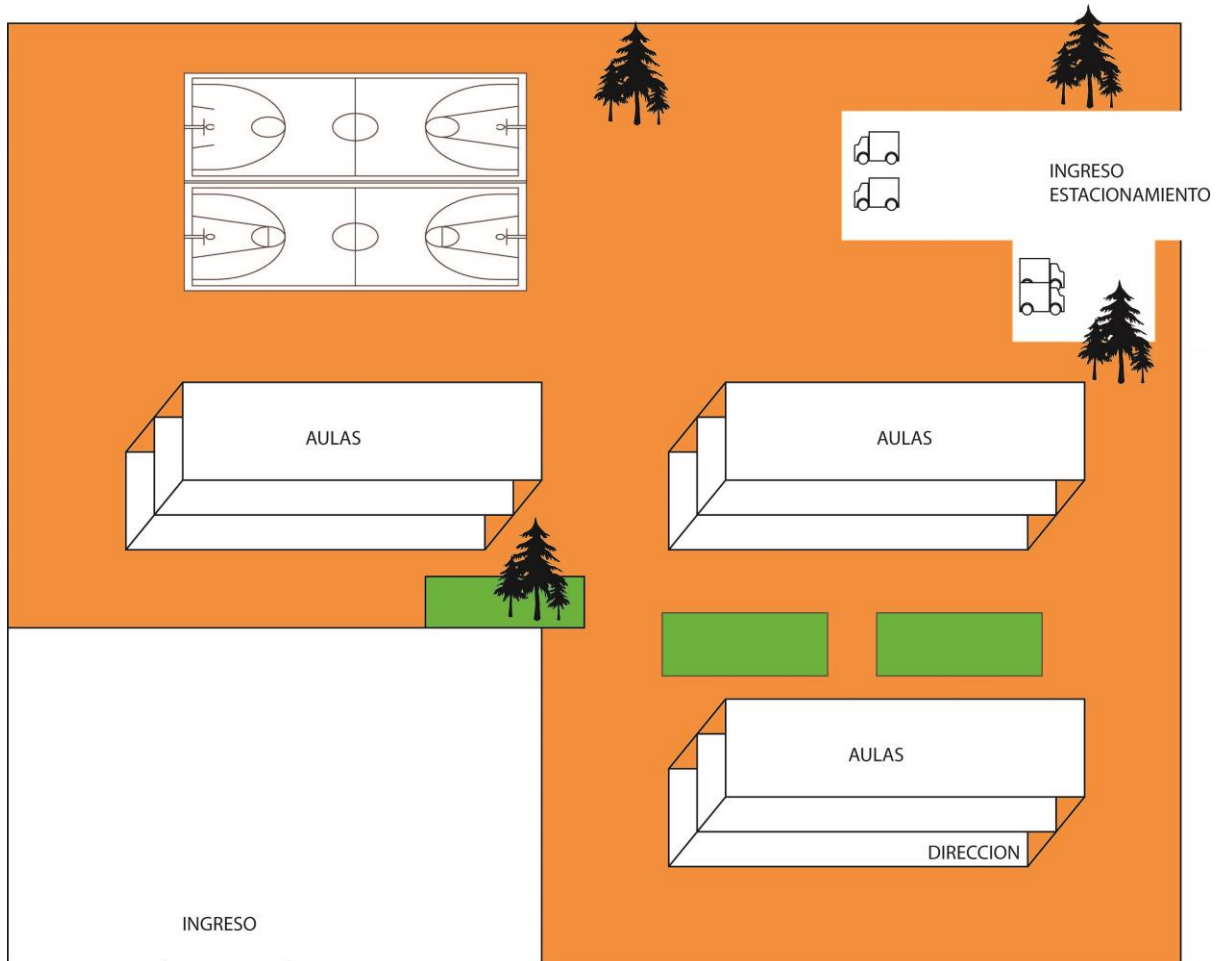 INGRESO
ESTACIONAMIENTO
AULAS
AULAS
AULAS
DIRECCION
INGRESO